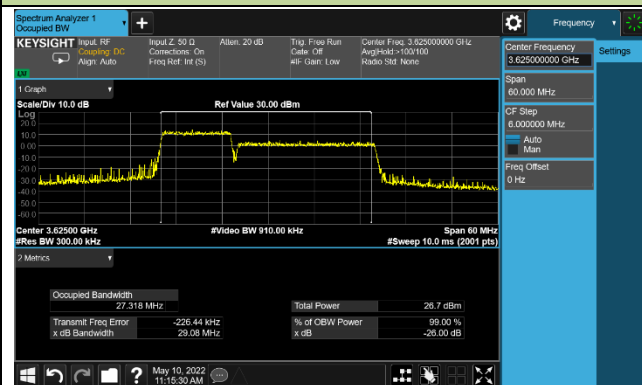 Spectrum Analyzer 1
Occupied BW
Frequency
KEYSIGHT
Input: RF
Coupling: DC
Align: Auto
Input Z: 50 Ω
Corrections: On
Freq Ref: Int (S)
Atten: 20 dB
Trig: Free Run
Gate: Off
#IF Gain: Low
Center Freq: 3.625000000 GHz
Avg|Hold:>100/100
Radio Std: None
LXI
Center Frequency
3.625000000 GHz
Settings
Span
60.000 MHz
CF Step
6.000000 MHz
Auto
Man
Freq Offset
0 Hz
1 Graph
Scale/Div 10.0 dB
Ref Value 30.00 dBm
Log
20.0
10.0
0.00
-10.0
-20.0
-30.0
-40.0
-50.0
-60.0
Center 3.62500 GHz
#Video BW 910.00 kHz
Span 60 MHz
#Res BW 300.00 kHz
#Sweep 10.0 ms (2001 pts)
2 Metrics
Occupied Bandwidth
27.318 MHz
Total Power
26.7 dBm
Transmit Freq Error
-226.44 kHz
% of OBW Power
99.00 %
x dB Bandwidth
29.08 MHz
x dB
-26.00 dB
May 10, 2022
11:15:30 AM